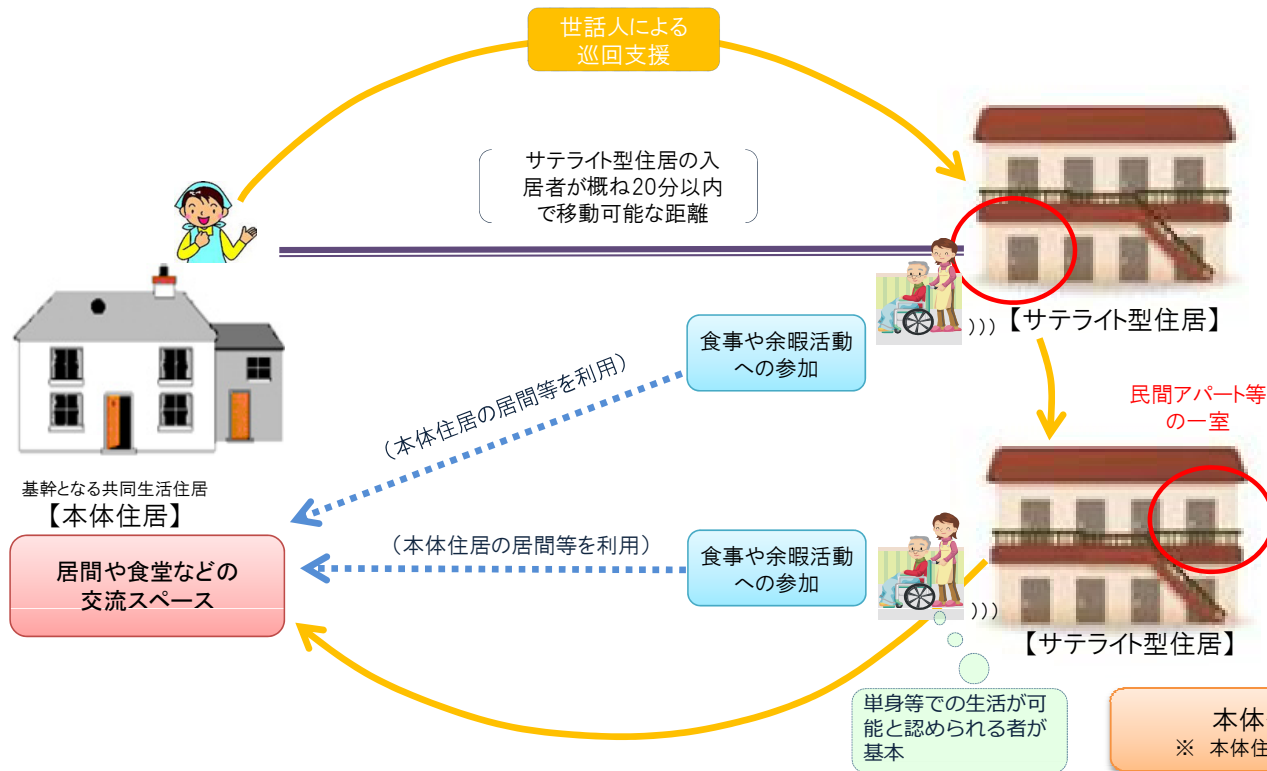 世話人による
巡回支援
サテライト型住居の入
居者が概ね20分以内
で移動可能な距離
))) 【サテライト型住居】
食事や余暇活動
への参加
（本体住居の居間等を利用）
民間アパート等
の一室
基幹となる共同生活住居
【本体住居】
居間や食堂などの
交流スペース
（本体住居の居間等を利用）
食事や余暇活動
への参加
)))
【サテライト型住居】
単身等での生活が可
能と認められる者が
基本
本体
※ 本体住